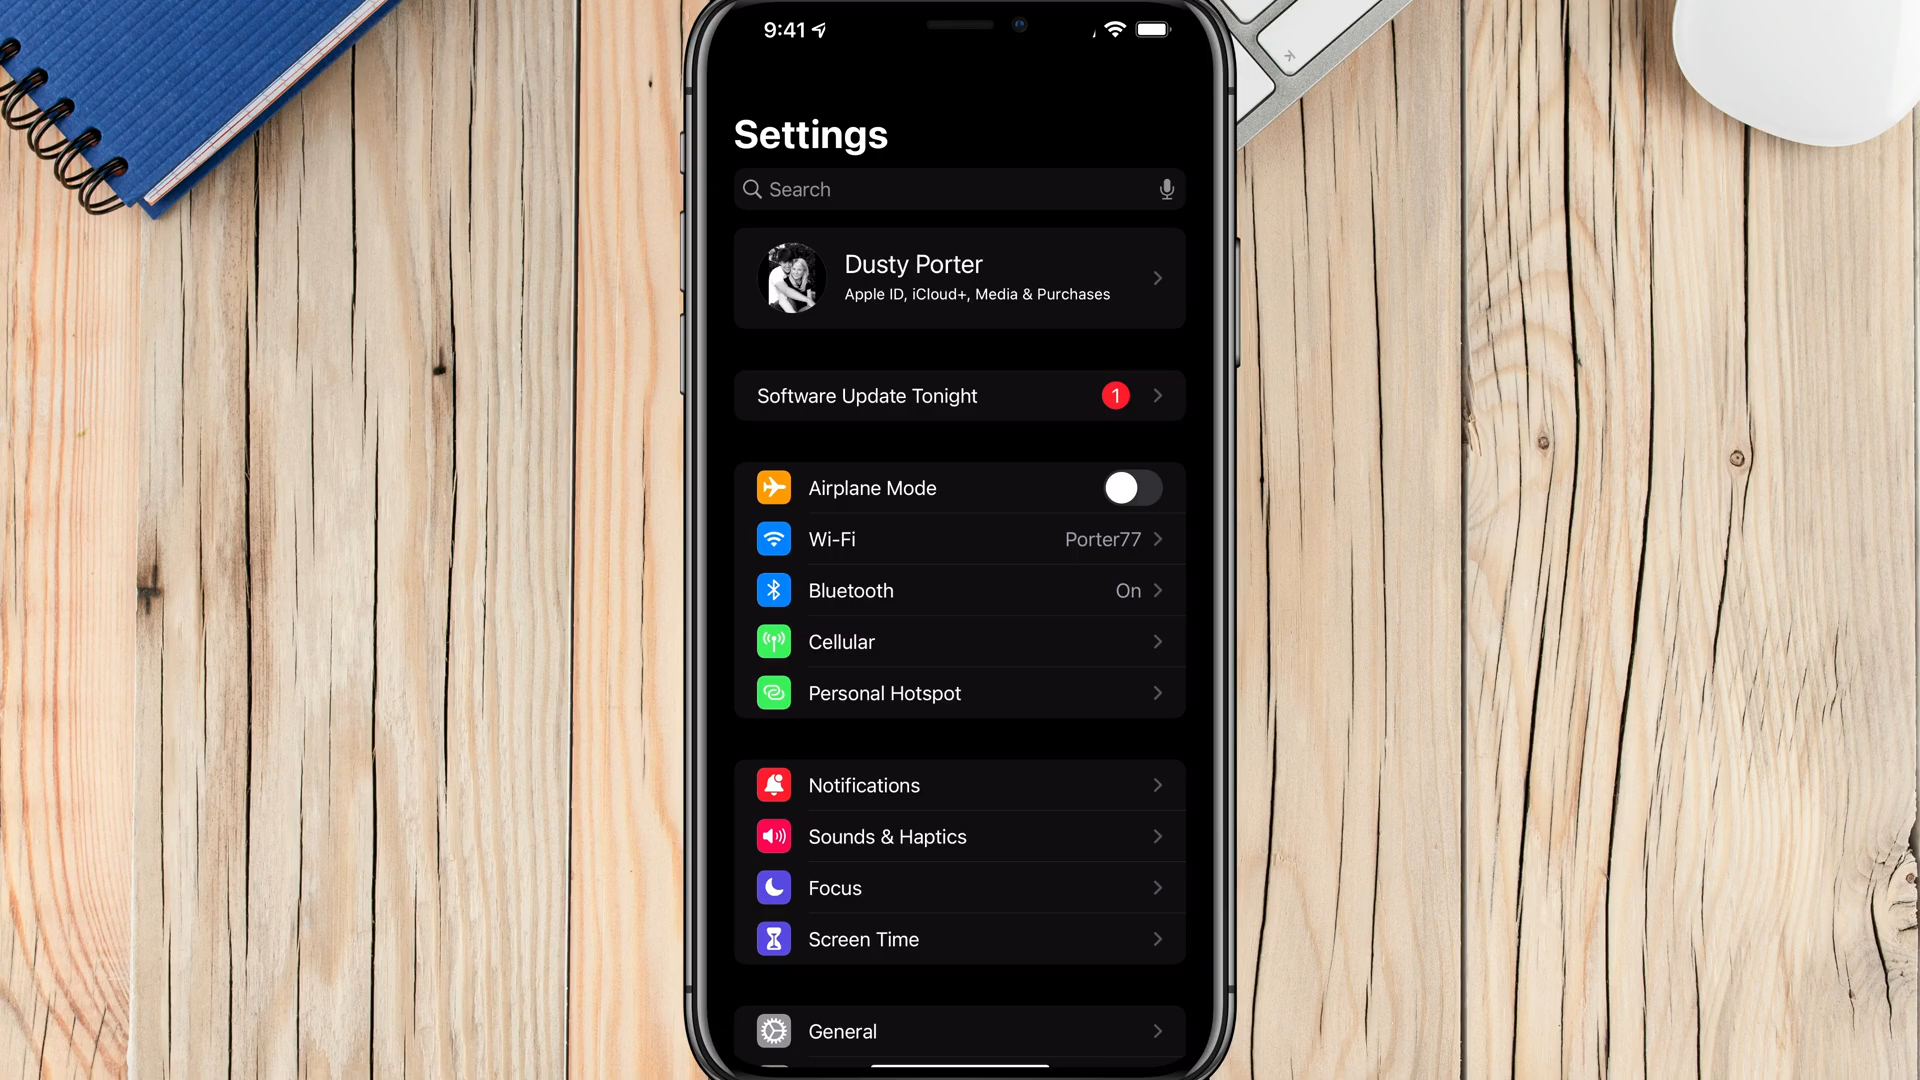 9:41
Settings
Search
Dusty Porter
Apple ID, iCloud+, Media & Purchases
Software Update Tonight 1
Airplane Mode
Wi-Fi Porter77
Bluetooth On
Cellular
Personal Hotspot
Notifications
Sounds & Haptics
Focus
Screen Time
General